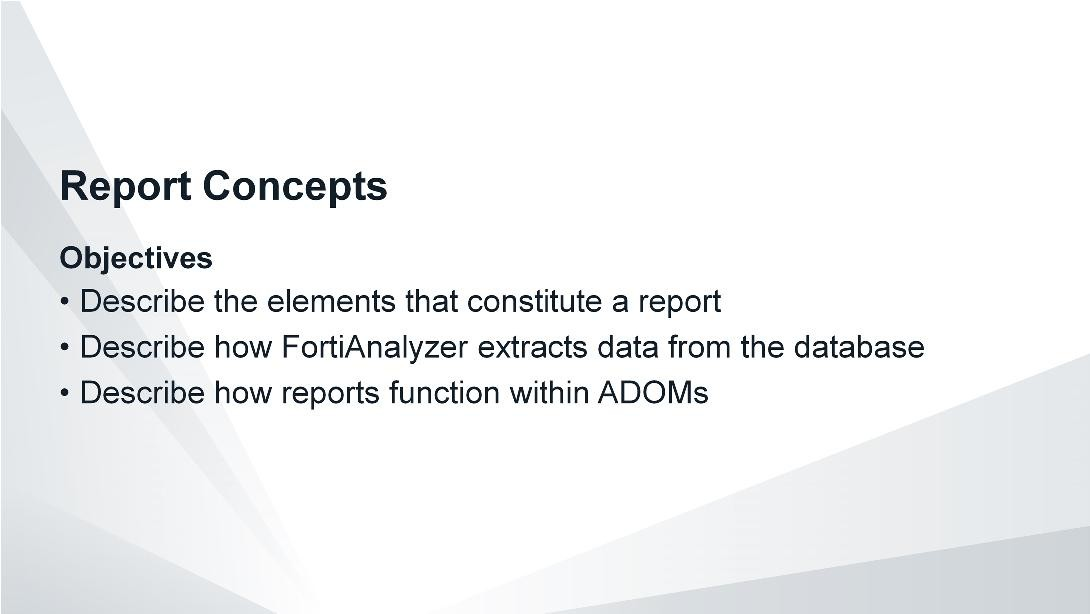 Report Concepts
Objectives
• Describe the elements that constitute a report
• Describe how FortiAnalyzer extracts data from the database
• Describe how reports function within ADOMs